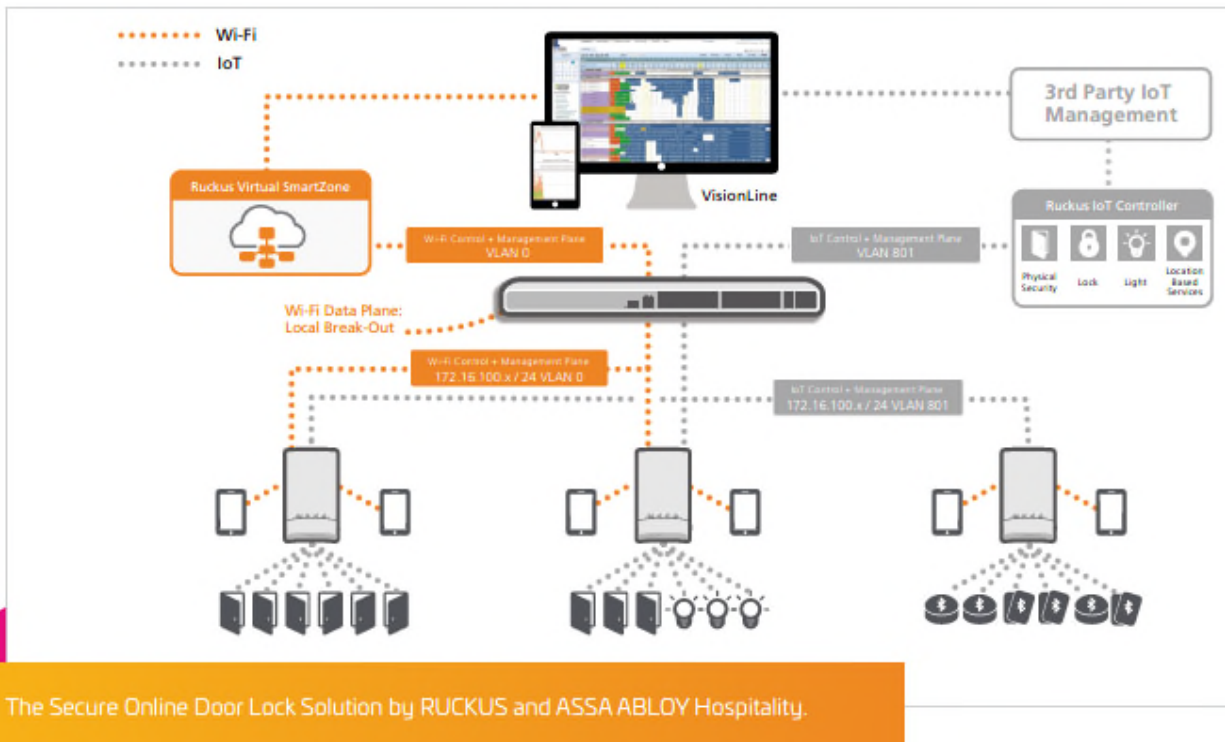 Wi-Fi
IoT
3rd Party IoT
Management
VisionLine
Ruckus Virtual SmartZone
Ruckus IoT Controller
Physical
Security
Lock
Light
Location
Based
Services
Wi-Fi Control + Management Plane
VLAN 0
IoT Control + Management Plane
VLAN 801
Wi-Fi Data Plane:
Local Break-Out
Wi-Fi Control + Management Plane
172.16.100.x / 24 VLAN 0
IoT Control + Management Plane
172.16.100.x / 24 VLAN 801
The Secure Online Door Lock Solution by RUCKUS and ASSA ABLOY Hospitality.